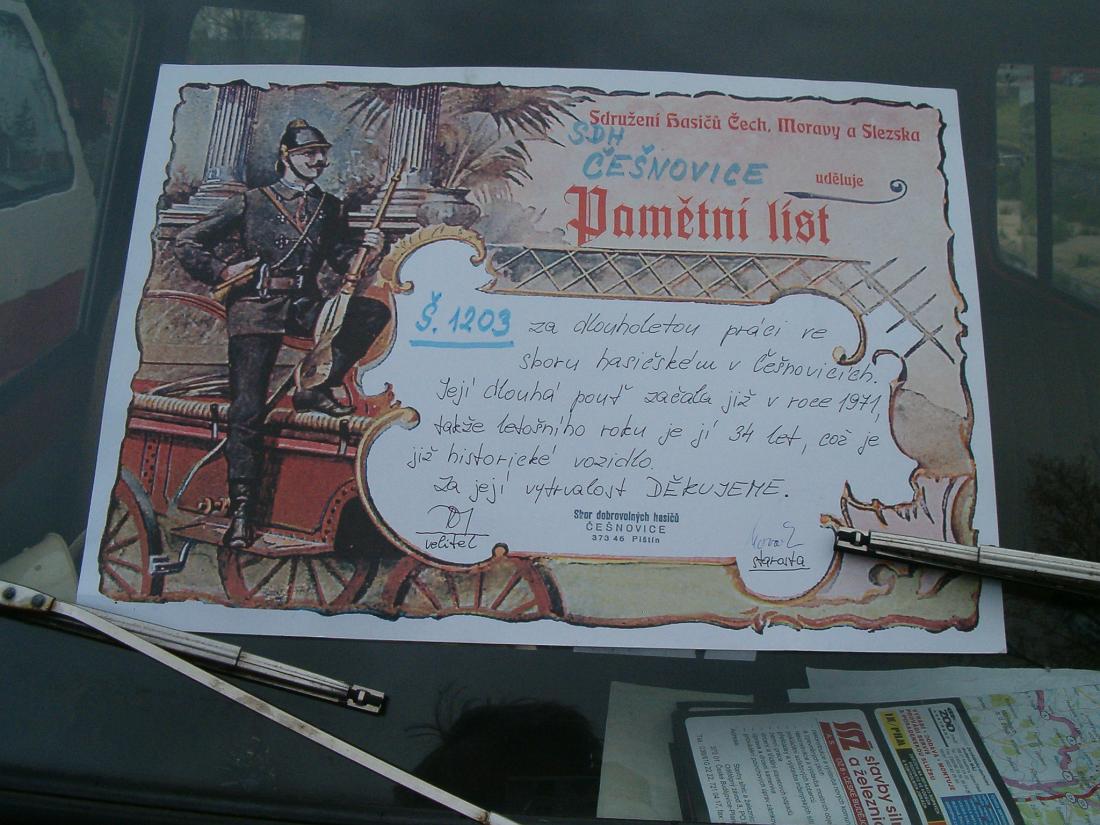 Sdružení Hasičů Čech, Moravy a Slezska
SDH
ČEŠNOVICE
uděluje
Pamětní list
Š. 1203 za dlouholetou práci ve
sboru hasičském v Češnovicích.
Její dlouhá pouť začala již v roce 1971,
takže letošního roku je jí 34 let, což je
již historické vozidlo.
Za její vytrvalost DĚKUJEME.
velitel
Sbor dobrovolných hasičů
ČEŠNOVICE
373 46 Pištín
starosta
SSŽ
stavby sil
a železnic